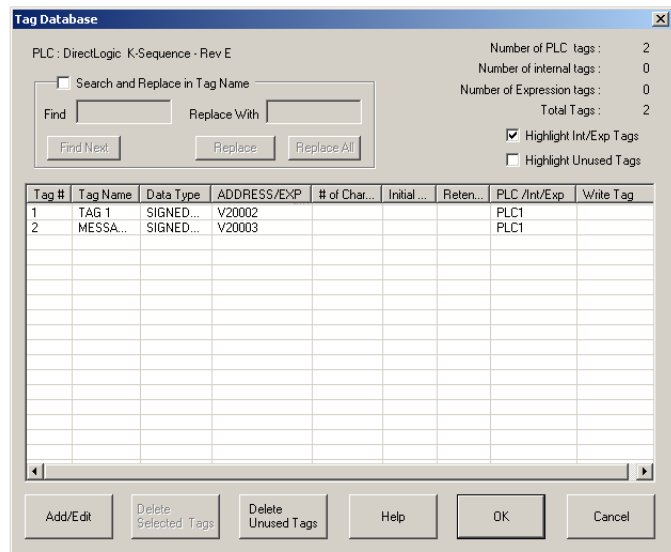 Tag Database
PLC : DirectLogic K-Sequence - Rev E
Number of PLC tags : 2
Number of internal tags : 0
Number of Expression tags : 0
Total Tags : 2
Search and Replace in Tag Name
Find
Replace With
Find Next
Replace
Replace All
Highlight Int/Exp Tags
Highlight Unused Tags
Tag # Tag Name Data Type ADDRESS/EXP # of Char... Initial ... Reten... PLC /Int/Exp Write Tag
1 TAG 1 SIGNED... V20002 PLC1
2 MESSA... SIGNED... V20003 PLC1
Add/Edit
Delete
Selected Tags
Delete
Unused Tags
Help
OK
Cancel